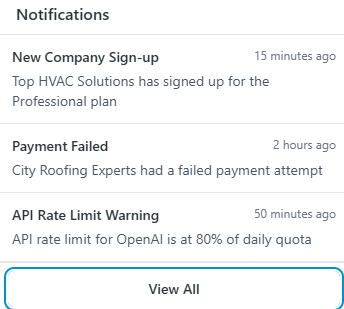 Notifications
New Company Sign-up 15 minutes ago
Top HVAC Solutions has signed up for the
Professional plan
Payment Failed 2 hours ago
City Roofing Experts had a failed payment attempt
API Rate Limit Warning 50 minutes ago
API rate limit for OpenAI is at 80% of daily quota
View All